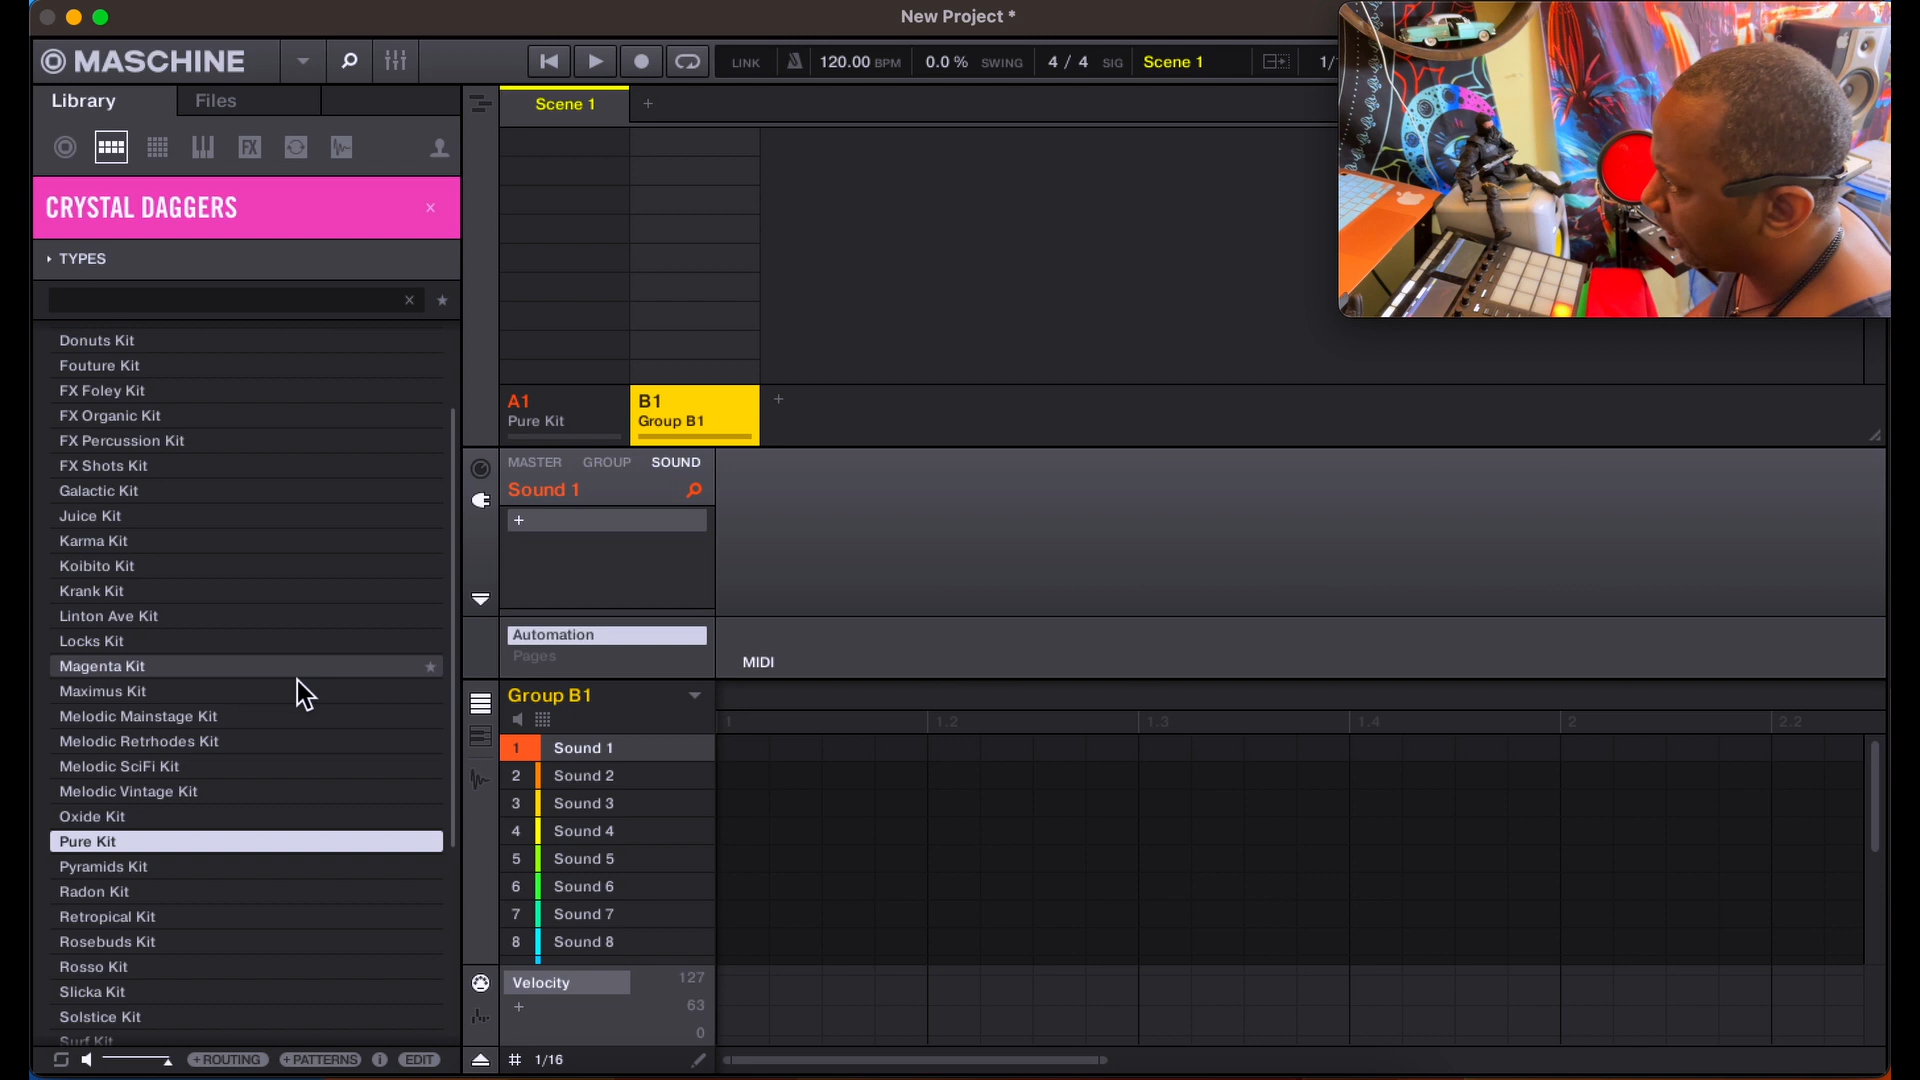 New Project *
MASCHINE
LINK
120.00 BPM
0.0 % SWING
4 / 4 SIG
Scene 1
1/
Library
Files
Scene 1
+
FX
CRYSTAL DAGGERS
×
TYPES
×
Donuts Kit
Fouture Kit
FX Foley Kit
FX Organic Kit
FX Percussion Kit
FX Shots Kit
Galactic Kit
Juice Kit
Karma Kit
Koibito Kit
Krank Kit
Linton Ave Kit
Locks Kit
Magenta Kit
Maximus Kit
Melodic Mainstage Kit
Melodic Retrhodes Kit
Melodic SciFi Kit
Melodic Vintage Kit
Oxide Kit
Pure Kit
Pyramids Kit
Radon Kit
Retropical Kit
Rosebuds Kit
Rosso Kit
Slicka Kit
Solstice Kit
Surf Kit
+ ROUTING
+ PATTERNS
i
EDIT
A1
Pure Kit
B1
Group B1
+
MASTER
GROUP
SOUND
Sound 1
+
Automation
Pages
MIDI
Group B1
1
1.2
1.3
1.4
2
2.2
1 Sound 1
2 Sound 2
3 Sound 3
4 Sound 4
5 Sound 5
6 Sound 6
7 Sound 7
8 Sound 8
Velocity
127
+
63
0
# 1/16